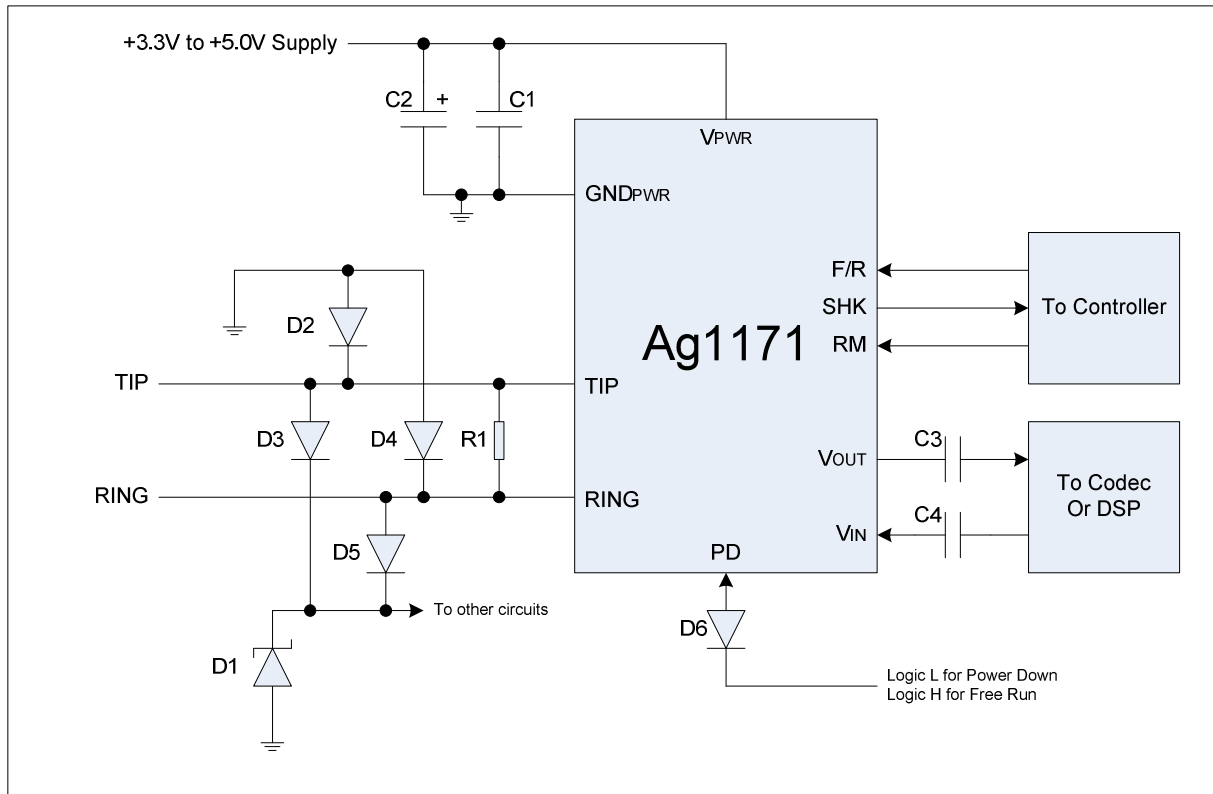 +3.3V to +5.0V Supply
C2
+
C1
VPWR
GNDPWR
F/R
SHK
RM
To Controller
D2
Ag1171
TIP
TIP
D3
D4
R1
VOUT
C3
To Codec
Or DSP
RING
RING
VIN
C4
D5
PD
To other circuits
D6
D1
Logic L for Power Down
Logic H for Free Run